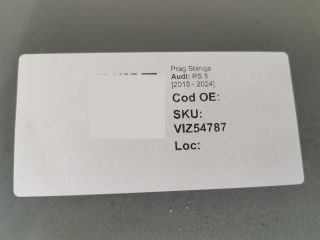 Prag Stanga
Audi: RS 5
[2018 - 2024]
Cod OE:
SKU:
VIZ54787
Loc: